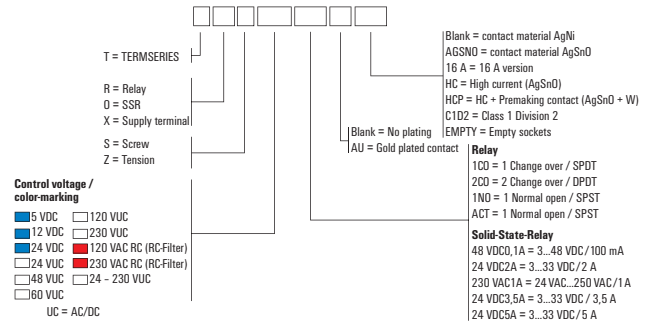 T = TERMSERIES
R = Relay
O = SSR
X = Supply terminal
S = Screw
Z = Tension
Control voltage /
color-marking
5 VDC
12 VDC
24 VDC
24 VUC
48 VUC
60 VUC
120 VUC
230 VUC
120 VAC RC (RC-Filter)
230 VAC RC (RC-Filter)
24 – 230 VUC
UC = AC/DC
Blank = No plating
AU = Gold plated contact
Blank = contact material AgNi
AGSNO = contact material AgSnO
16 A = 16 A version
HC = High current (AgSnO)
HCP = HC + Premaking contact (AgSnO + W)
C1D2 = Class 1 Division 2
EMPTY = Empty sockets
Relay
1CO = 1 Change over / SPDT
2CO = 2 Change over / DPDT
1NO = 1 Normal open / SPST
ACT = 1 Normal open / SPST
Solid-State-Relay
48 VDC0,1A = 3...48 VDC/100 mA
24 VDC2A = 3...33 VDC/2 A
230 VAC1A = 24 VAC...250 VAC/1A
24 VDC3,5A = 3...33 VDC / 3,5 A
24 VDC5A = 3...33 VDC/5 A